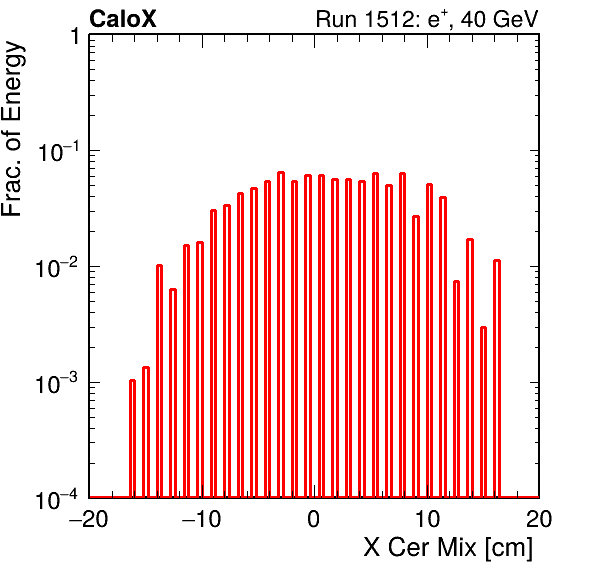 CaloX Run 1512: e⁺, 40 GeV
Frac. of Energy
1
10⁻¹
10⁻²
10⁻³
10⁻⁴
−20 −10 0 10 20
X Cer Mix [cm]